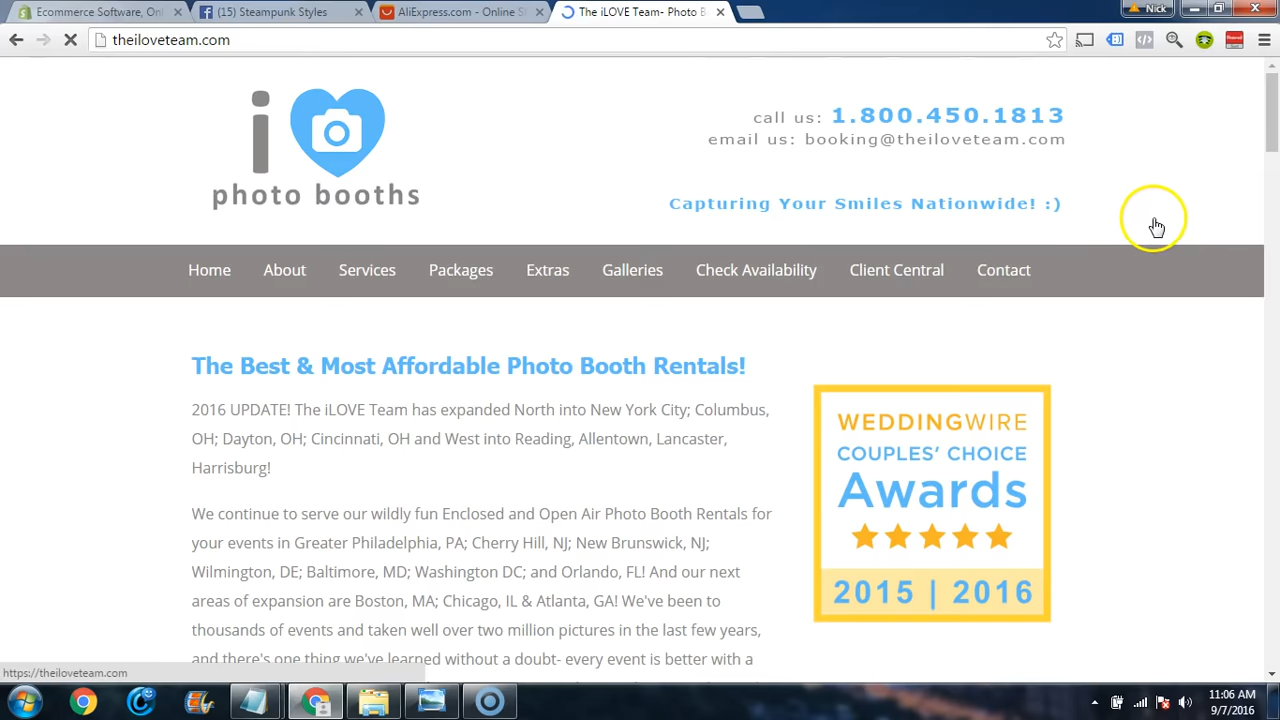 Ecommerce Software, Onl
(15) Steampunk Styles
AliExpress.com - Online S
The iLOVE Team- Photo B
Nick
theiloveteam.com
i
photo booths
call us: 1.800.450.1813
email us: booking@theiloveteam.com
Capturing Your Smiles Nationwide! :)
Home About Services Packages Extras Galleries Check Availability Client Central Contact
The Best & Most Affordable Photo Booth Rentals!
2016 UPDATE! The iLOVE Team has expanded North into New York City; Columbus,
OH; Dayton, OH; Cincinnati, OH and West into Reading, Allentown, Lancaster,
Harrisburg!
We continue to serve our wildly fun Enclosed and Open Air Photo Booth Rentals for
your events in Greater Philadelphia, PA; Cherry Hill, NJ; New Brunswick, NJ;
Wilmington, DE; Baltimore, MD; Washington DC; and Orlando, FL! And our next
areas of expansion are Boston, MA; Chicago, IL & Atlanta, GA! We've been to
thousands of events and taken well over two million pictures in the last few years,
and there's one thing we've learned without a doubt- every event is better with a
WEDDINGWIRE
COUPLES' CHOICE
Awards
2015 | 2016
https://theiloveteam.com
11:06 AM
9/7/2016